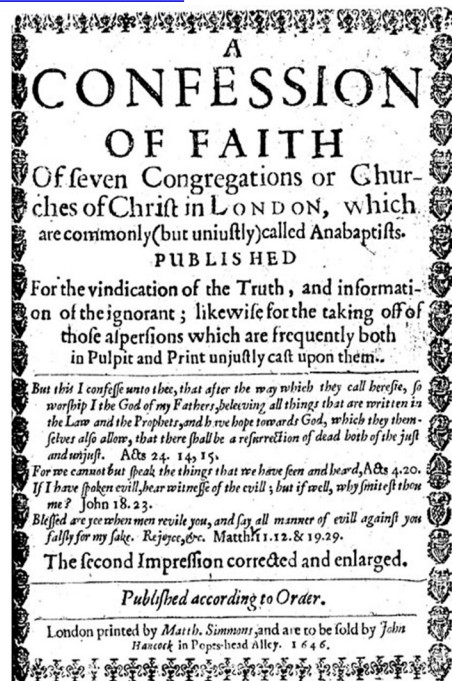 A
CONFESSION
OF FAITH
Of ſeven Congregations or Chur-
ches of Chriſt in LONDON, which
are commonly (but uniuſtly) called Anabaptiſts.
PUBLISHED
For the vindication of the Truth, and informati-
on of the ignorant; likewiſe for the taking off of
thoſe aſperſions which are frequently both
in Pulpit and Print unjuſtly caſt upon them.
But this I confeſſe unto thee, that after the way which they call hereſie, ſo
worſhip I the God of my Fathers, beleeving all things that are written in
the Law and the Prophets, and have hope towards God, which they them-
ſelves alſo allow, that there ſhall be a reſurrection of dead both of the juſt
and unjuſt. Acts 24. 14, 15.
For we cannot but ſpeak the things that we have ſeen and heard, Acts 4.20.
If I have ſpoken evill, bear witneſſe of the evill; but if well, why ſmiteſt thou
me? John 18.23.
Bleſſed are yee when men revile you, and ſay all manner of evill againſt you
falſly for my ſake. Rejoyce, &c. Matth. 1.12. & 19.29.
The ſecond Impreſſion corrected and enlarged.
Publiſhed according to Order.
London printed by Matth. Simmons, and are to be ſold by John
Hancock in Popes-head Alley. 1646.